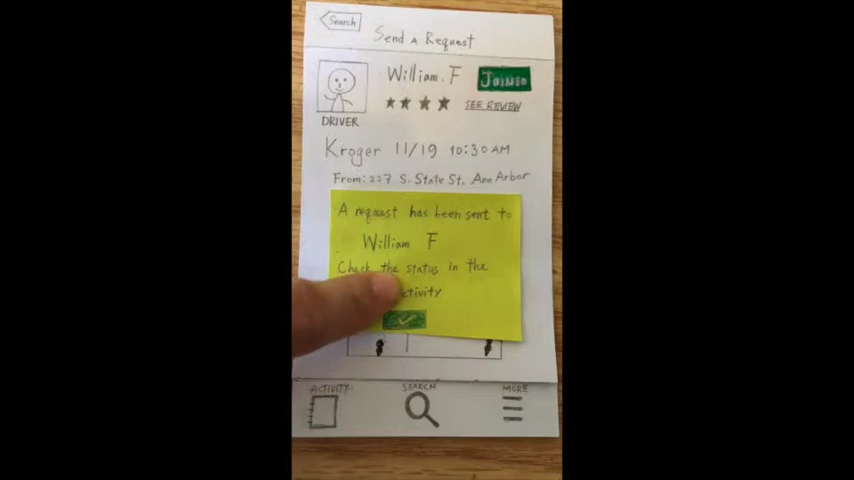 Search
Send a Request
William. F JOINED
SEE REVIEW
DRIVER
Kroger 11/19 10:30 AM
From: 227 S. State St, Ann Arbor
A request has been sent to
William F
Check the status in the
ACTIVITY SEARCH MORE